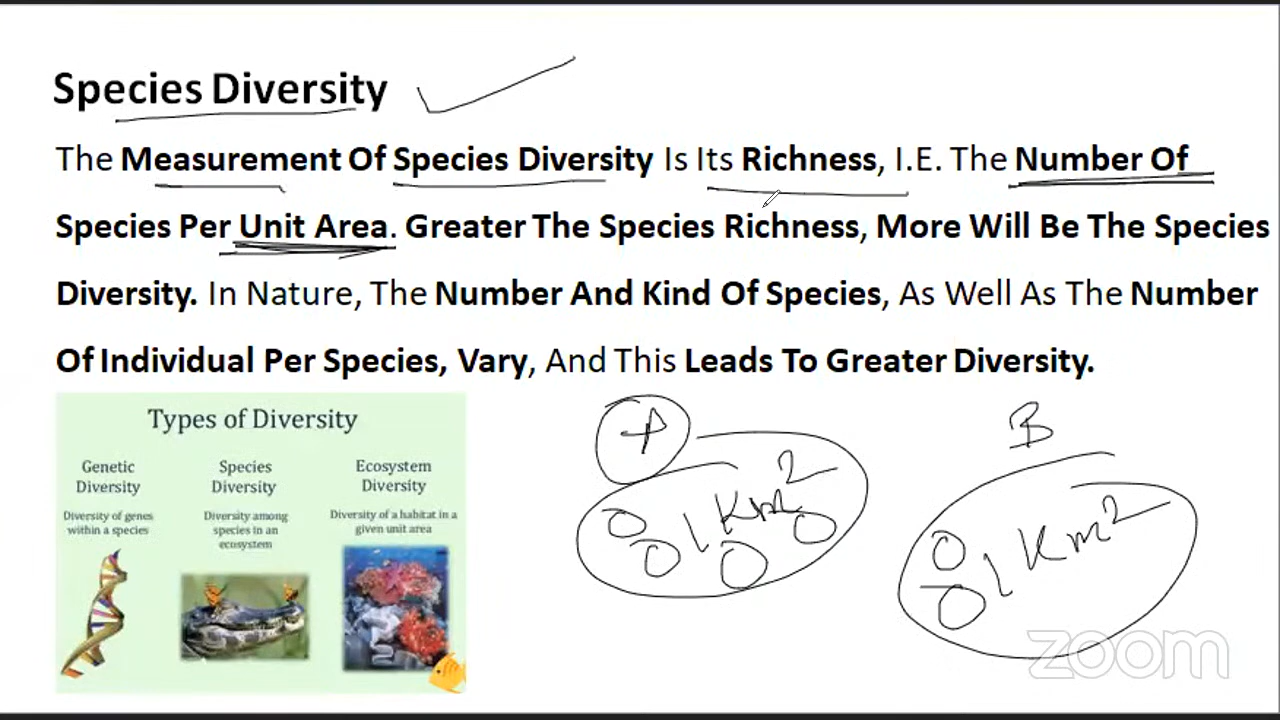 Species Diversity
The Measurement Of Species Diversity Is Its Richness, I.E. The Number Of
Species Per Unit Area. Greater The Species Richness, More Will Be The Species
Diversity. In Nature, The Number And Kind Of Species, As Well As The Number
Of Individual Per Species, Vary, And This Leads To Greater Diversity.
Types of Diversity
Genetic
Diversity
Diversity of genes
within a species
Species
Diversity
Diversity among
species in an
ecosystem
Ecosystem
Diversity
Diversity of a habitat in a
given unit area
A
1 Km²
B
1 Km²
zoom